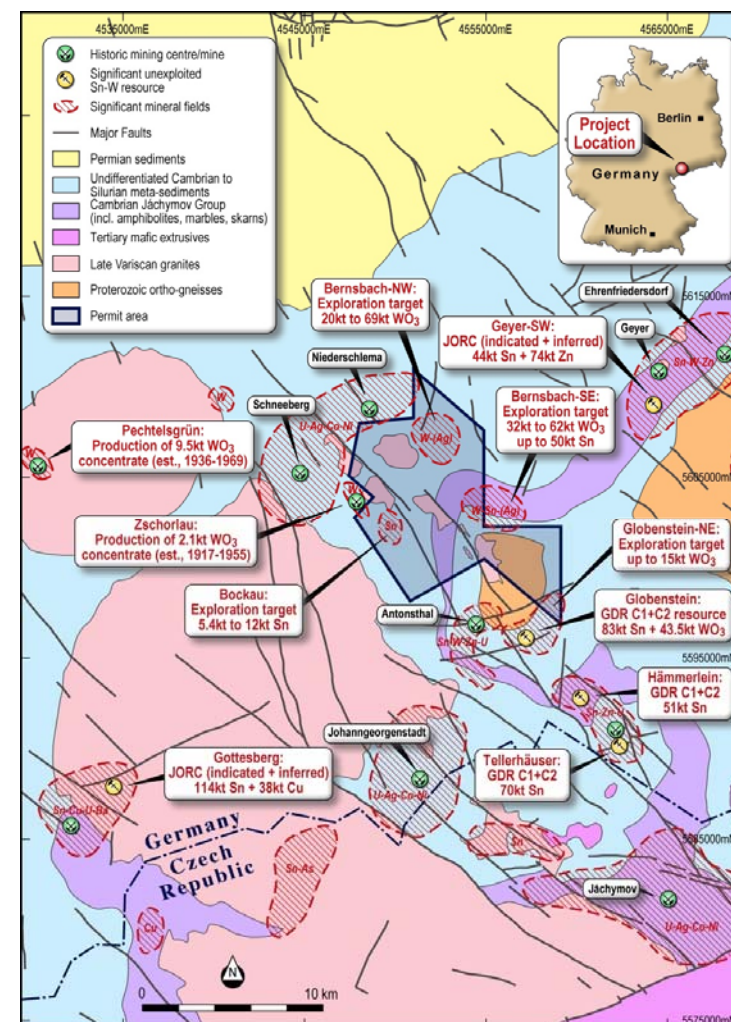 4535000mE
4545000mE
4555000mE
4565000mE
Historic mining centre/mine
Significant unexploited
Sn-W resource
Significant mineral fields
Major Faults
Permian sediments
Undifferentiated Cambrian to
Silurian meta-sediments
Cambrian Jáchymov Group
(incl. amphibolites, marbles, skarns)
Tertiary mafic extrusives
Late Variscan granites
Proterozoic ortho-gneisses
Permit area
Berlin
Project
Location
Germany
Munich
Bernsbach-NW:
Exploration target
20kt to 69kt WO₃
Ehrenfriedersdorf
5615000mN
Geyer-SW:
JORC (indicated + inferred)
44kt Sn + 74kt Zn
Geyer
Sn-W-Zn
Niederschlema
Schneeberg
U-Ag-Co-Ni
W
W-(Ag)
Bernsbach-SE:
Exploration target
32kt to 62kt WO₃
up to 50kt Sn
Pechtelsgrün:
Production of 9.5kt WO₃
concentrate (est., 1936-1969)
W
W
5605000mN
W-Sn-(Ag)
Zschorlau:
Production of 2.1kt WO₃
concentrate (est., 1917-1955)
Sn
Globenstein-NE:
Exploration target
up to 15kt WO₃
Bockau:
Exploration target
5.4kt to 12kt Sn
Antonsthal
Sn-W-Zn-U
Globenstein:
GDR C1+C2 resource
83kt Sn + 43.5kt WO₃
5595000mN
Hämmerlein:
GDR C1+C2
51kt Sn
Sn-Zn-U
Johanngeorgenstadt
U-Ag-Co-Ni
Tellerhäuser:
GDR C1+C2
70kt Sn
Gottesberg:
JORC (indicated + inferred)
114kt Sn + 38kt Cu
Sn-Cu-U-Ba
Germany
Czech
Republic
Sn-As
Sn
5585000mN
Jáchymov
U-Ag-Co-Ni
Cu
N
0
10 km
5575000mN